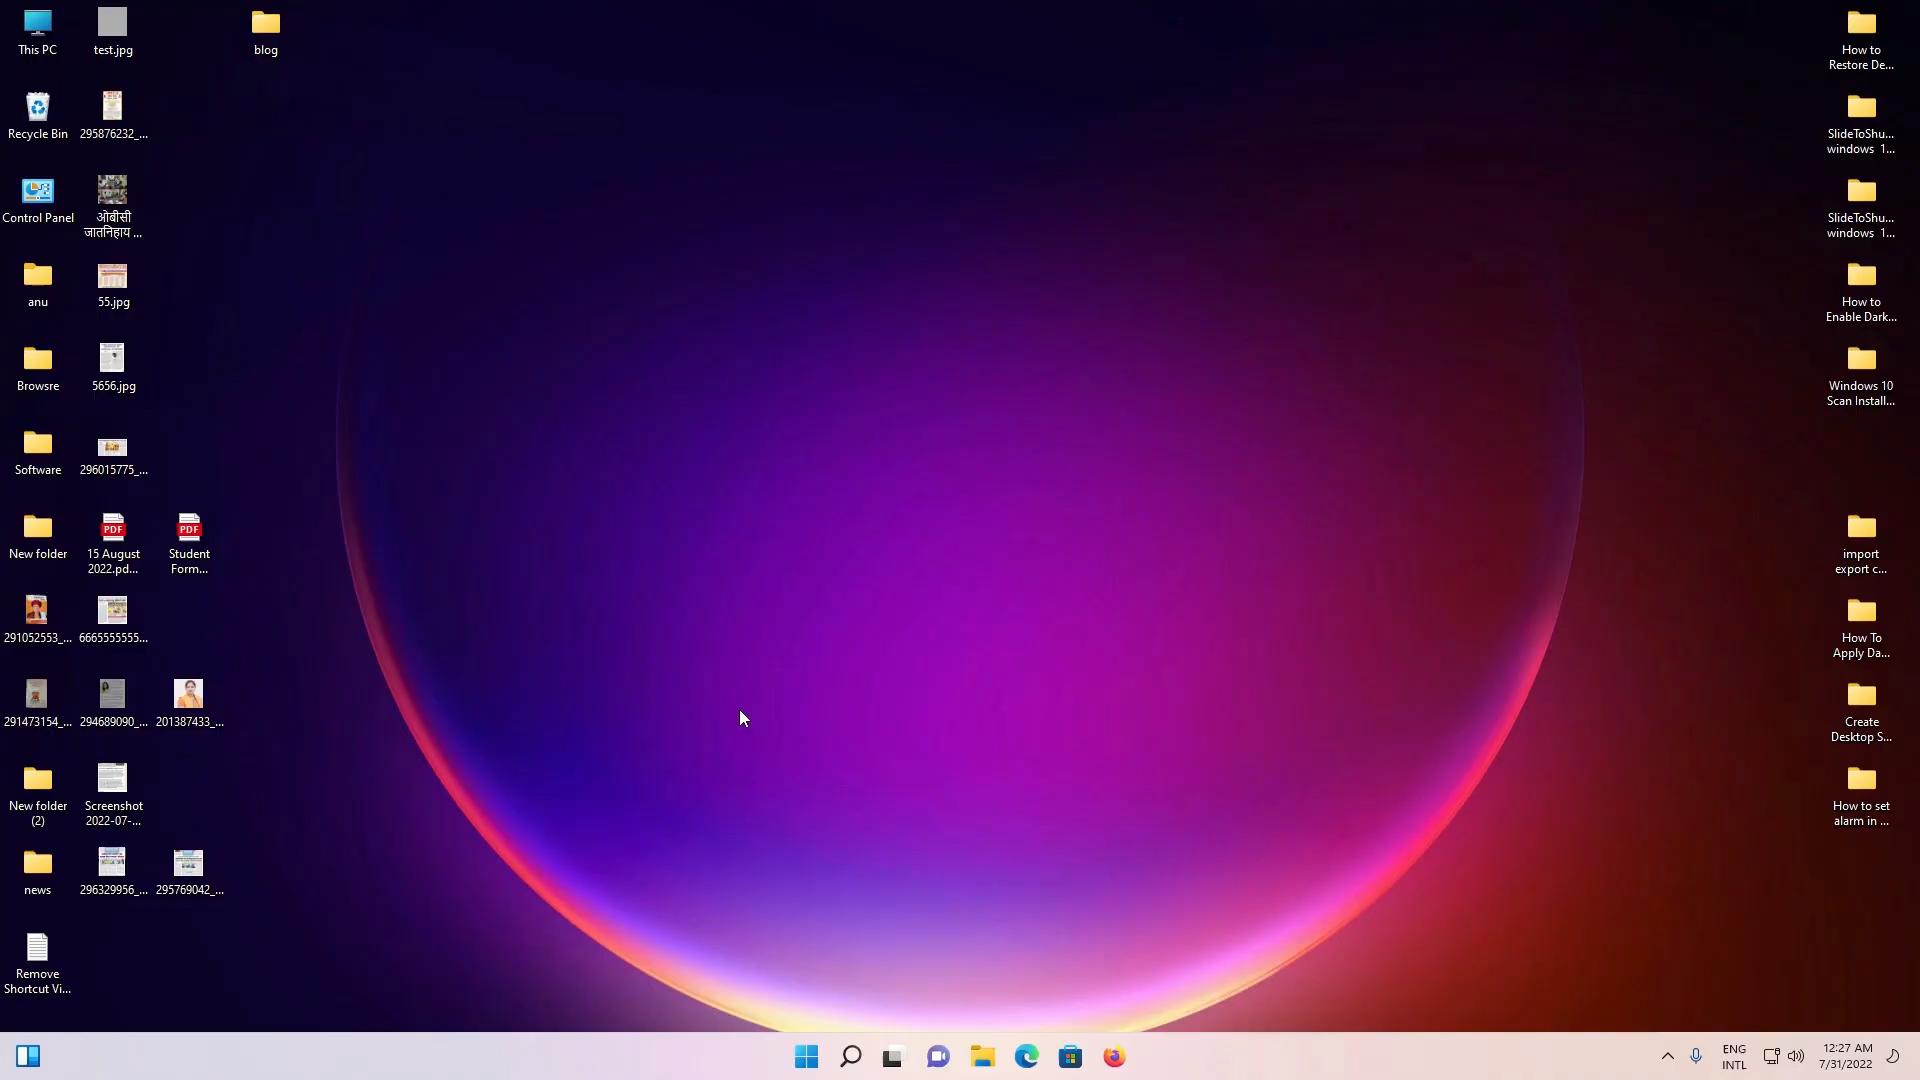 This PC
test.jpg
blog
How to
Restore De...
Recycle Bin
295876232_...
SlideToShu...
windows 1...
Control Panel
ओबीसी
जातनिहाय ...
SlideToShu...
windows 1...
anu
55.jpg
How to
Enable Dark...
Browsre
5656.jpg
Windows 10
Scan Install...
Software
296015775_...
New folder
PDF
15 August
2022.pd...
PDF
Student
Form...
import
export c...
291052553_...
6665555555...
How To
Apply Da...
291473154_...
294689090_...
201387433_...
Create
Desktop S...
New folder
(2)
Screenshot
2022-07-...
How to set
alarm in ...
news
296329956_...
295769042_...
Remove
Shortcut Vi...
ENG
INTL
12:27 AM
7/31/2022